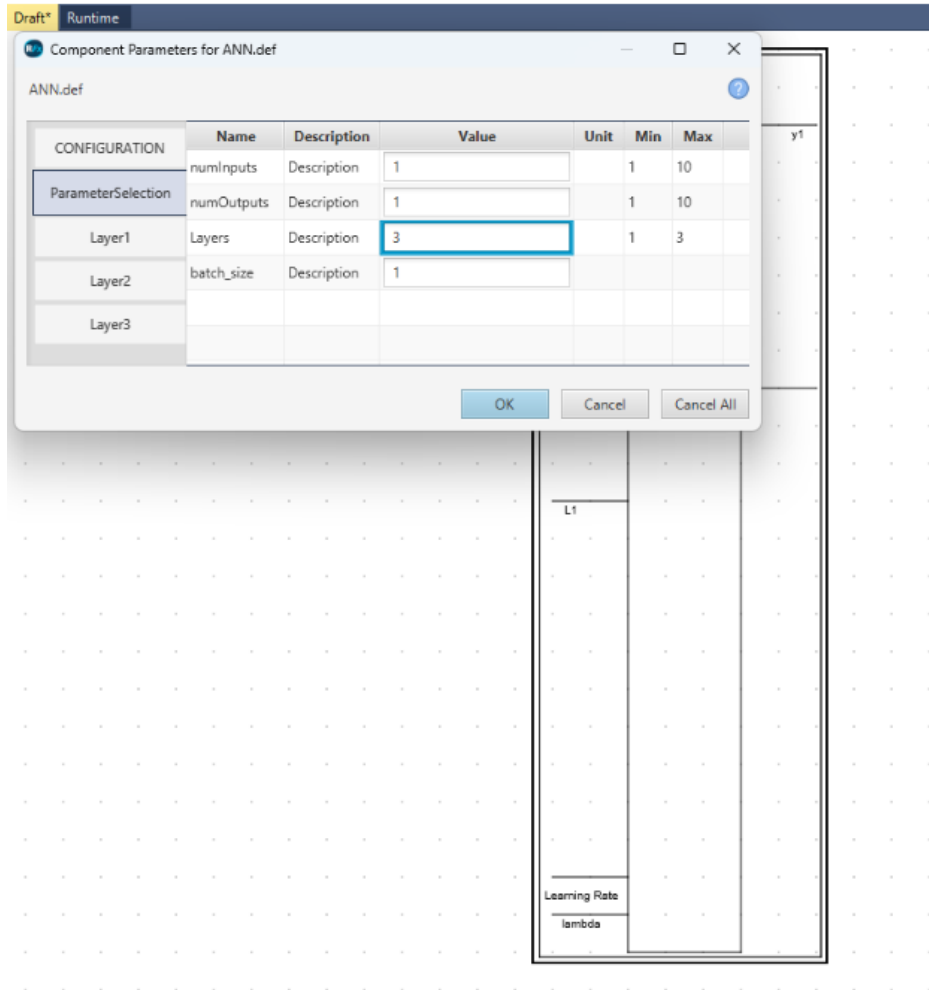 Draft* Runtime
Component Parameters for ANN.def
ANN.def
CONFIGURATION
ParameterSelection
Layer1
Layer2
Layer3
Name Description Value Unit Min Max
numInputs Description 1 1 10
numOutputs Description 1 1 10
Layers Description 3 1 3
batch_size Description 1
OK Cancel Cancel All
y1
L1
Learning Rate
lambda